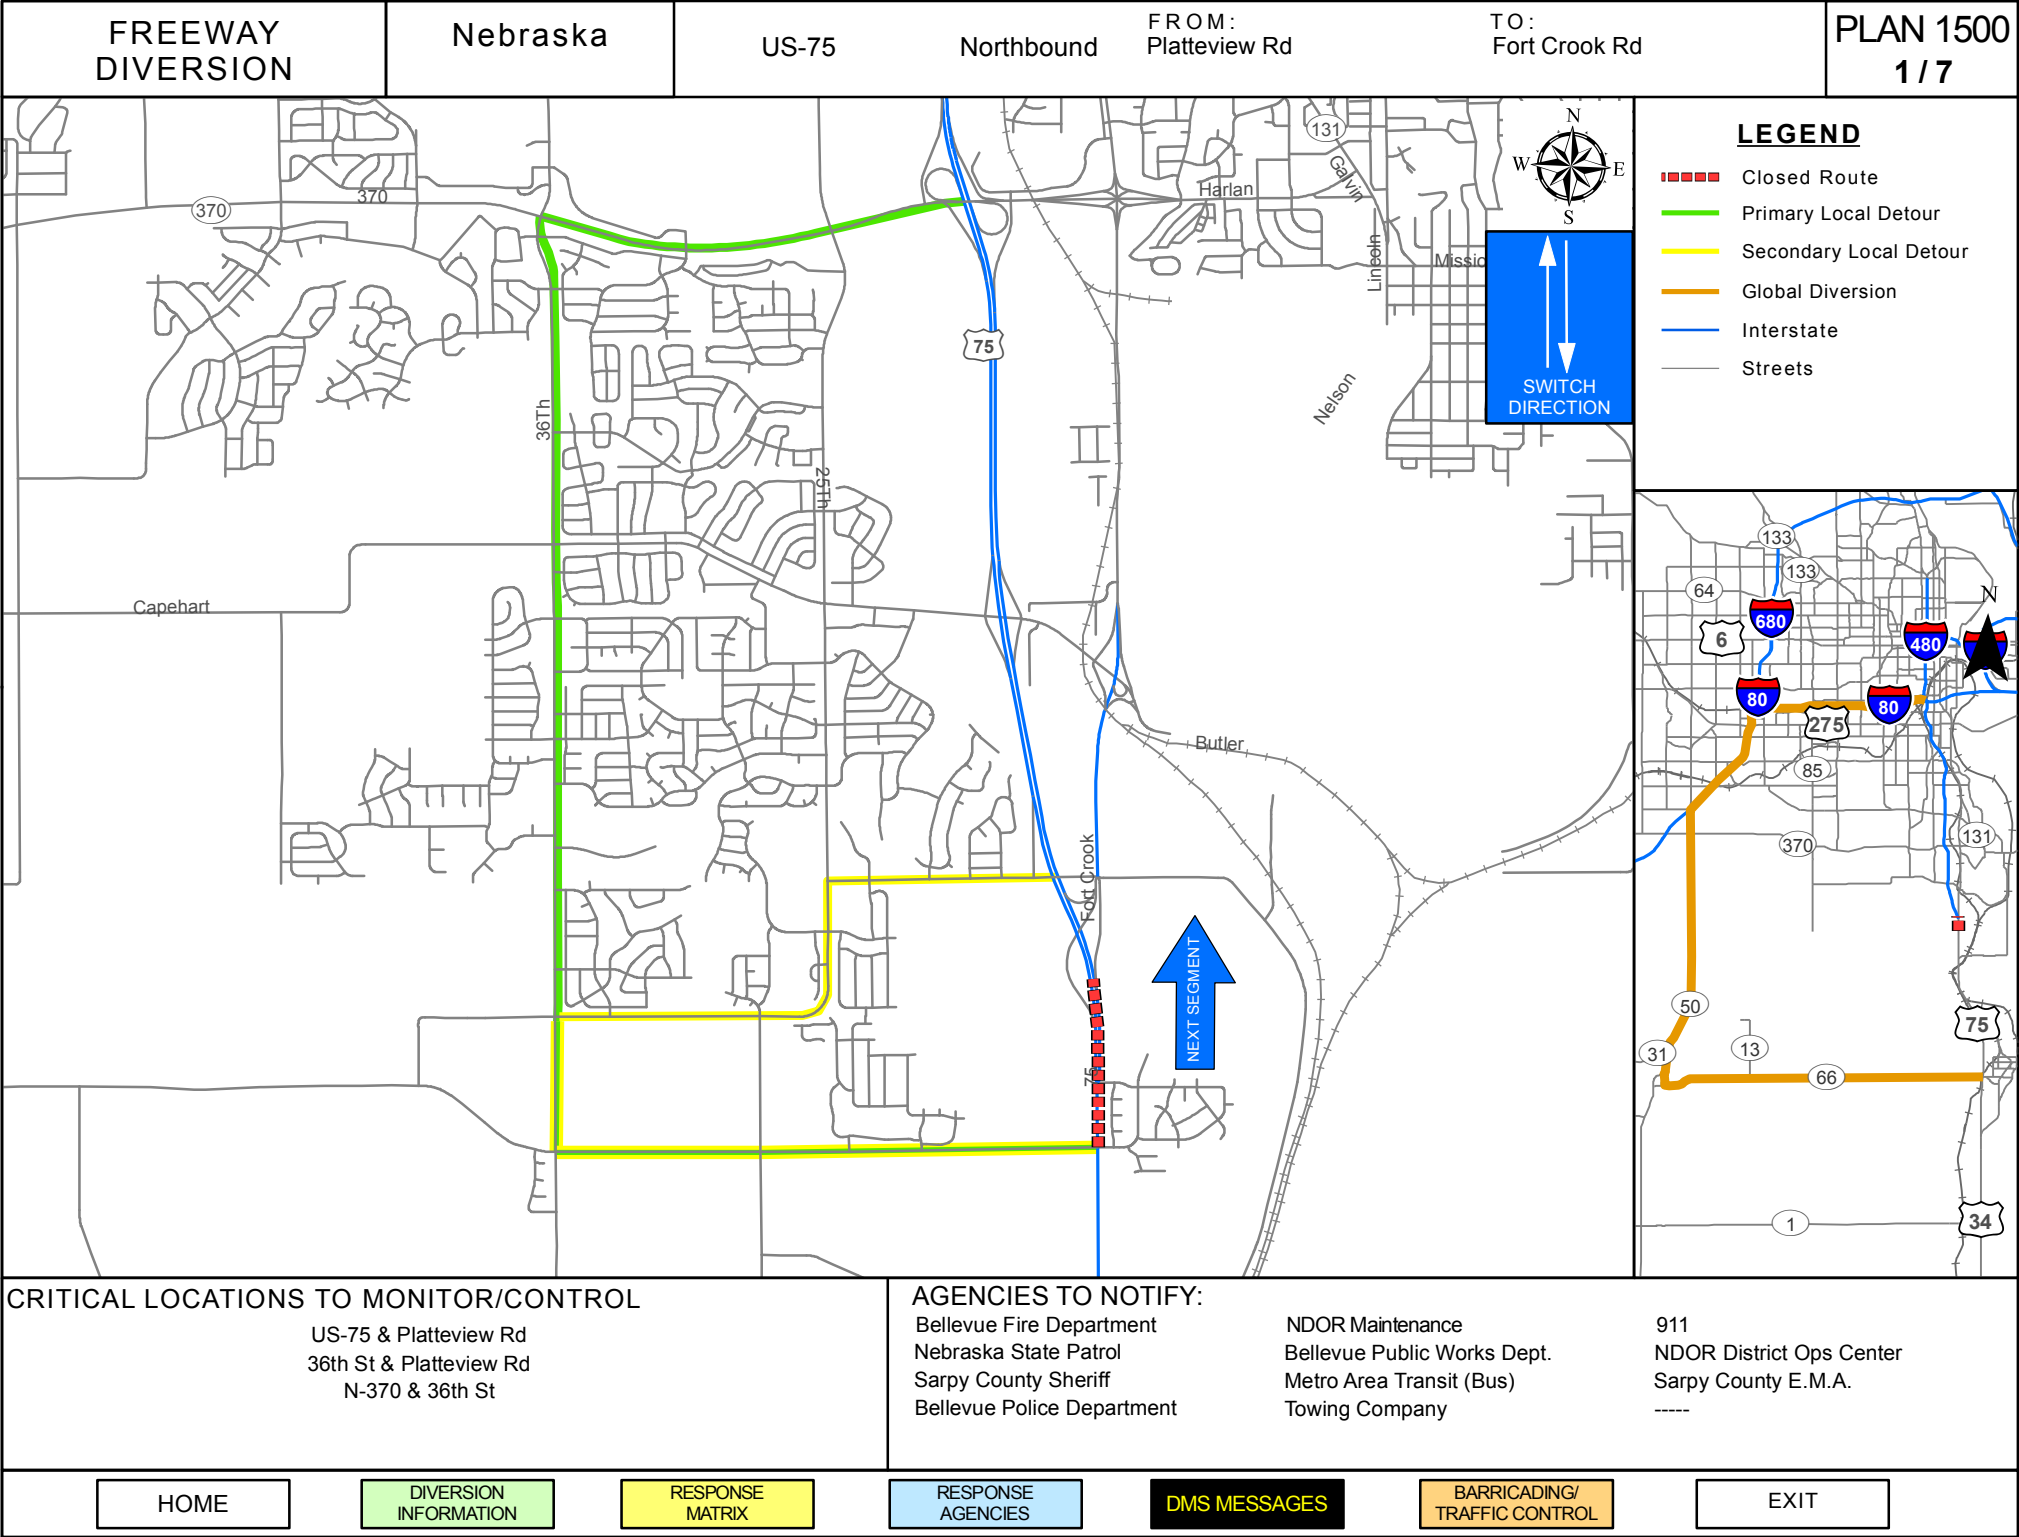 FREEWAY
DIVERSION
Nebraska
US-75
Northbound
FROM:
Platteview Rd
TO:
Fort Crook Rd
PLAN 1500
1 / 7
131
N
W
E
S
Galvin
Harlan
370
370
Lincoln
Missio
SWITCH
DIRECTION
75
Nelson
36Th
25Th
Capehart
Butler
Fort Crook
NEXT SEGMENT
75
LEGEND
Closed Route
Primary Local Detour
Secondary Local Detour
Global Diversion
Interstate
Streets
133
133
64
N
680
6
480
80
80
275
85
131
370
50
75
31
13
66
1
34
CRITICAL LOCATIONS TO MONITOR/CONTROL
US-75 & Platteview Rd
36th St & Platteview Rd
N-370 & 36th St
AGENCIES TO NOTIFY:
Bellevue Fire Department
Nebraska State Patrol
Sarpy County Sheriff
Bellevue Police Department
NDOR Maintenance
Bellevue Public Works Dept.
Metro Area Transit (Bus)
Towing Company
911
NDOR District Ops Center
Sarpy County E.M.A.
-----
HOME
DIVERSION
INFORMATION
RESPONSE
MATRIX
RESPONSE
AGENCIES
DMS MESSAGES
BARRICADING/
TRAFFIC CONTROL
EXIT